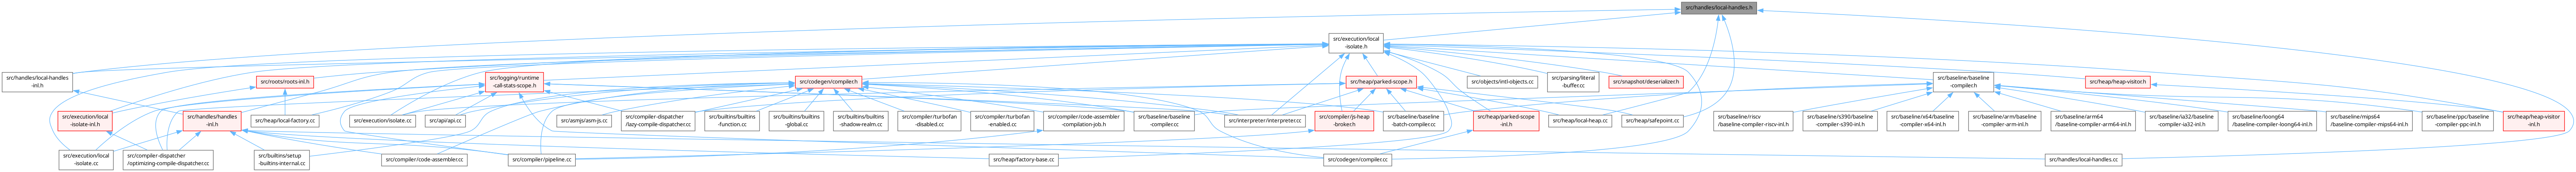 src/handles/local-handles.h
src/execution/local
-isolate.h
src/handles/local-handles
-inl.h
src/roots/roots-inl.h
src/logging/runtime
-call-stats-scope.h
src/codegen/compiler.h
src/heap/parked-scope.h
src/objects/intl-objects.cc
src/parsing/literal
-buffer.cc
src/snapshot/deserializer.h
src/baseline/baseline
-compiler.h
src/heap/heap-visitor.h
src/execution/local
-isolate-inl.h
src/handles/handles
-inl.h
src/heap/local-factory.cc
src/execution/isolate.cc
src/api/api.cc
src/asmjs/asm-js.cc
src/compiler-dispatcher
/lazy-compile-dispatcher.cc
src/builtins/builtins
-function.cc
src/builtins/builtins
-global.cc
src/builtins/builtins
-shadow-realm.cc
src/compiler/turbofan
-disabled.cc
src/compiler/turbofan
-enabled.cc
src/compiler/code-assembler
-compilation-job.h
src/baseline/baseline
-compiler.cc
src/interpreter/interpreter.cc
src/compiler/js-heap
-broker.h
src/baseline/baseline
-batch-compiler.cc
src/heap/parked-scope
-inl.h
src/heap/local-heap.cc
src/heap/safepoint.cc
src/baseline/riscv
/baseline-compiler-riscv-inl.h
src/baseline/s390/baseline
-compiler-s390-inl.h
src/baseline/x64/baseline
-compiler-x64-inl.h
src/baseline/arm/baseline
-compiler-arm-inl.h
src/baseline/arm64
/baseline-compiler-arm64-inl.h
src/baseline/ia32/baseline
-compiler-ia32-inl.h
src/baseline/loong64
/baseline-compiler-loong64-inl.h
src/baseline/mips64
/baseline-compiler-mips64-inl.h
src/baseline/ppc/baseline
-compiler-ppc-inl.h
src/heap/heap-visitor
-inl.h
src/execution/local
-isolate.cc
src/compiler-dispatcher
/optimizing-compile-dispatcher.cc
src/builtins/setup
-builtins-internal.cc
src/compiler/code-assembler.cc
src/compiler/pipeline.cc
src/heap/factory-base.cc
src/codegen/compiler.cc
src/handles/local-handles.cc